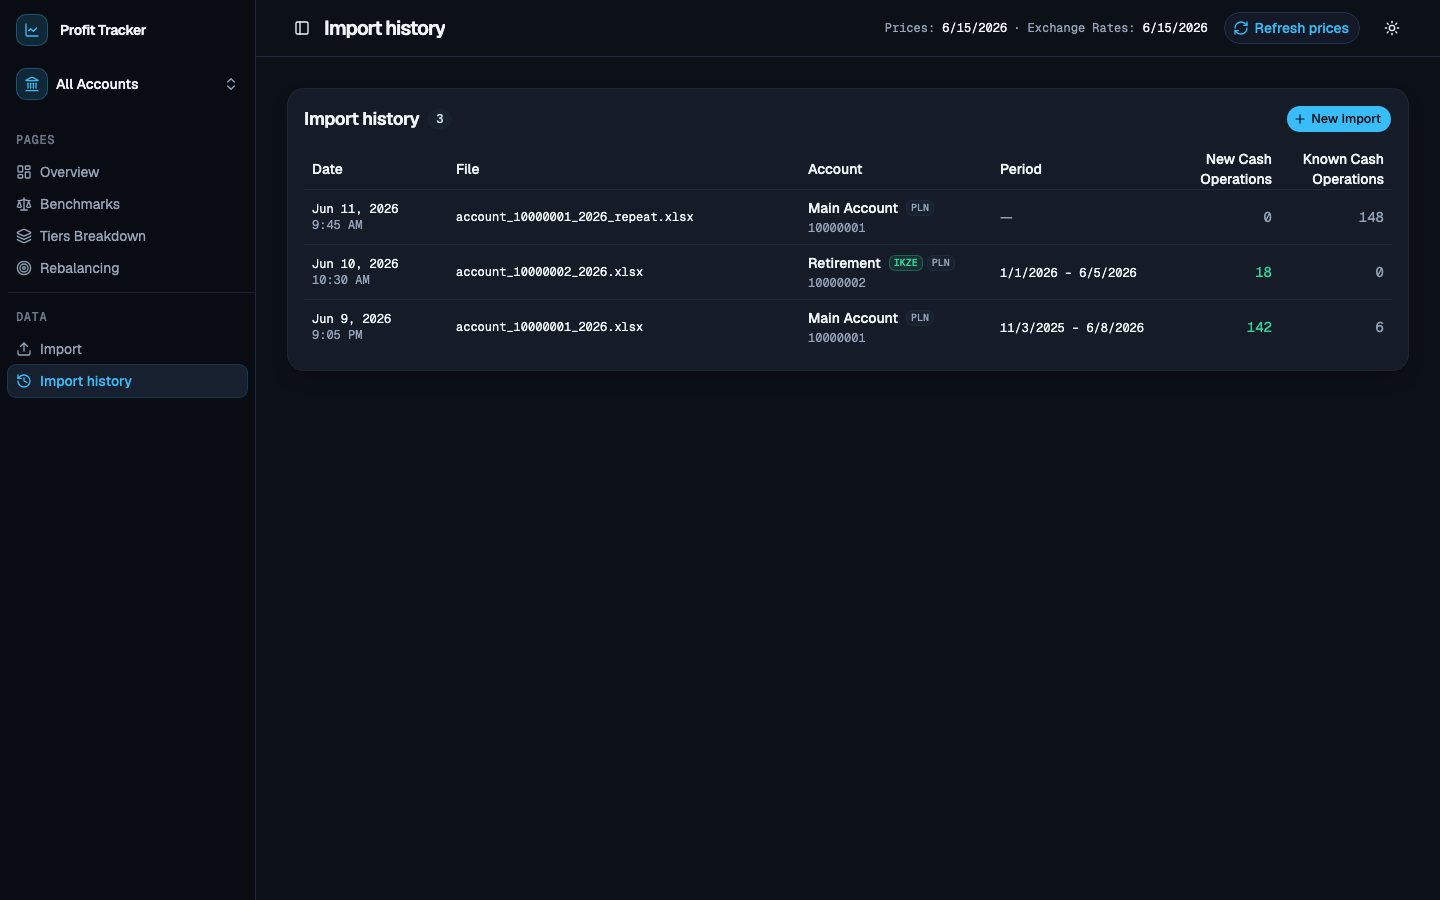 Profit Tracker
All Accounts
PAGES
Overview
Benchmarks
Tiers Breakdown
Rebalancing
DATA
Import
Import history
Import history
Prices: 6/15/2026 · Exchange Rates: 6/15/2026
Refresh prices
Import history 3
New Import
Date File Account Period New Cash Operations Known Cash Operations
Jun 11, 2026 account_10000001_2026_repeat.xlsx Main Account PLN — 0 148
9:45 AM 10000001
Jun 10, 2026 account_10000002_2026.xlsx Retirement IKZE PLN 1/1/2026 – 6/5/2026 18 0
10:30 AM 10000002
Jun 9, 2026 account_10000001_2026.xlsx Main Account PLN 11/3/2025 – 6/8/2026 142 6
9:05 PM 10000001